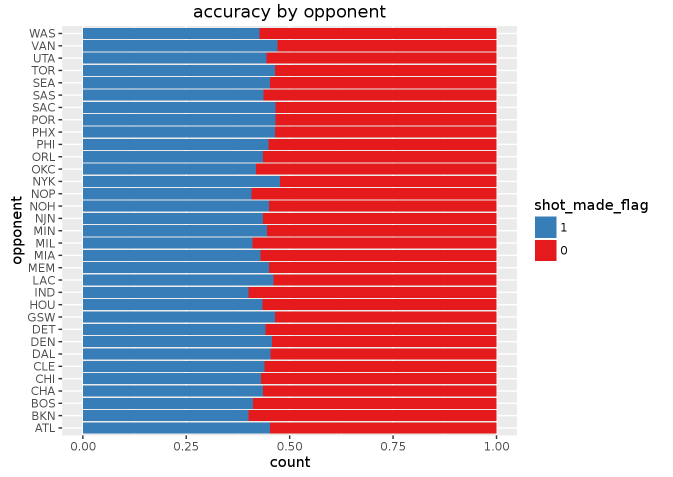 accuracy by opponent
WAS
VAN
UTA
TOR
SEA
SAS
SAC
POR
PHX
PHI
ORL
OKC
NYK
NOP
NOH
NJN
MIN
MIL
MIA
MEM
LAC
IND
HOU
GSW
DET
DEN
DAL
CLE
CHI
CHA
BOS
BKN
ATL
opponent
0.00 0.25 0.50 0.75 1.00
count
shot_made_flag
1
0